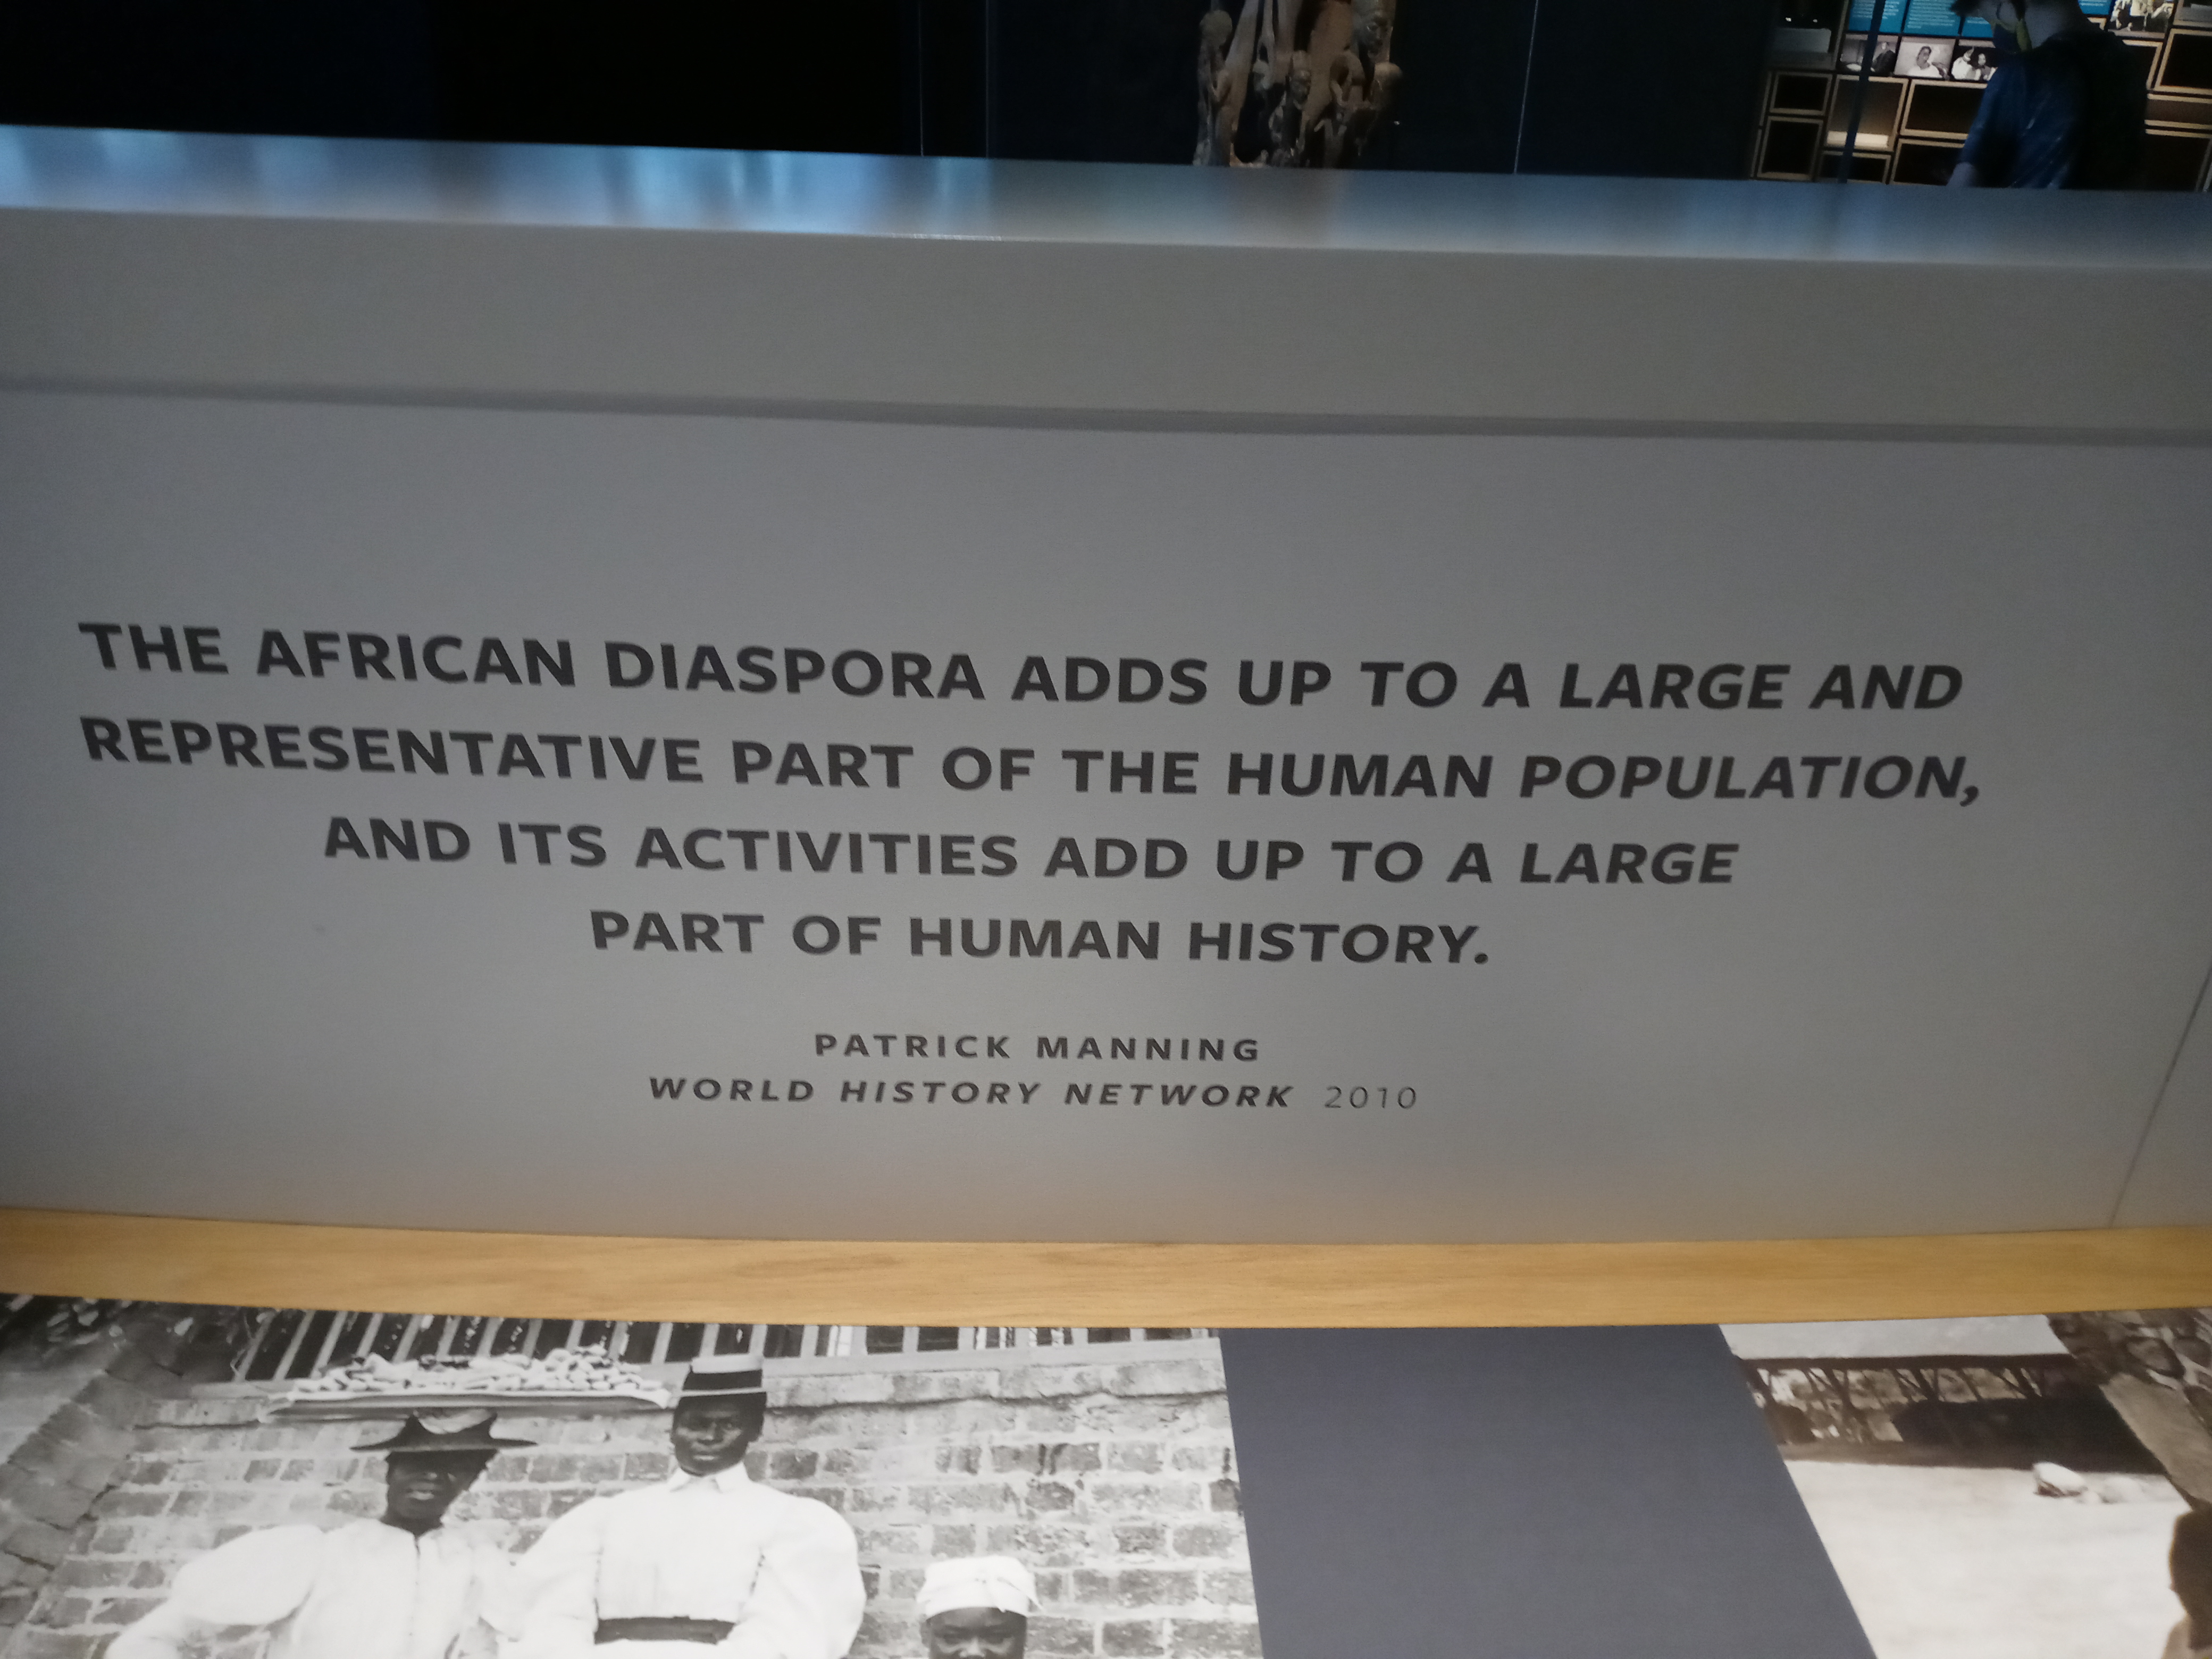 THE AFRICAN DIASPORA ADDS UP TO A LARGE AND
REPRESENTATIVE PART OF THE HUMAN POPULATION,
AND ITS ACTIVITIES ADD UP TO A LARGE
PART OF HUMAN HISTORY.
PATRICK MANNING
WORLD HISTORY NETWORK 2010